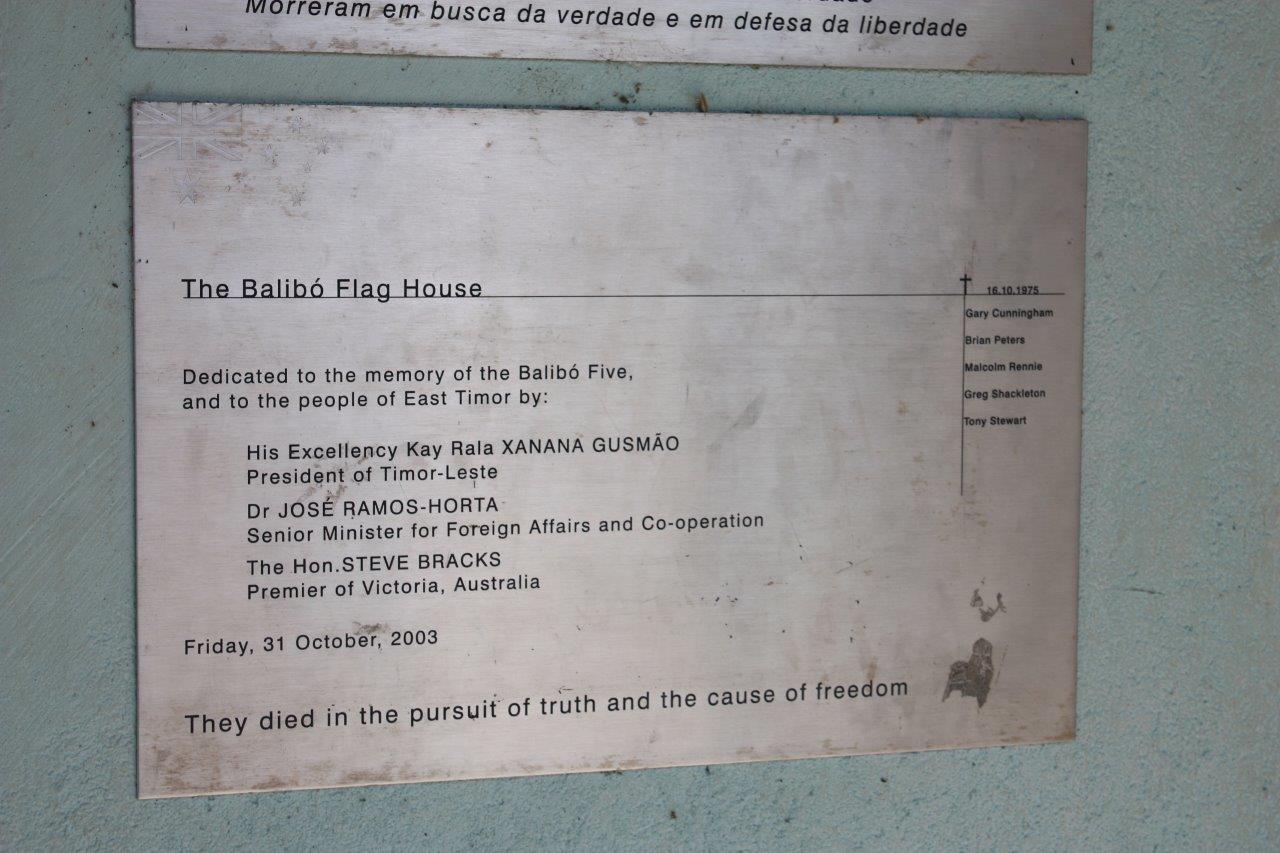 Morreram em busca da verdade e em defesa da liberdade
The Balibó Flag House
16.10.1975
Gary Cunningham
Brian Peters
Malcolm Rennie
Greg Shackleton
Tony Stewart
Dedicated to the memory of the Balibó Five,
and to the people of East Timor by:
His Excellency Kay Rala XANANA GUSMÃO
President of Timor-Leste
Dr JOSÉ RAMOS-HORTA
Senior Minister for Foreign Affairs and Co-operation
The Hon.STEVE BRACKS
Premier of Victoria, Australia
Friday, 31 October, 2003
They died in the pursuit of truth and the cause of freedom